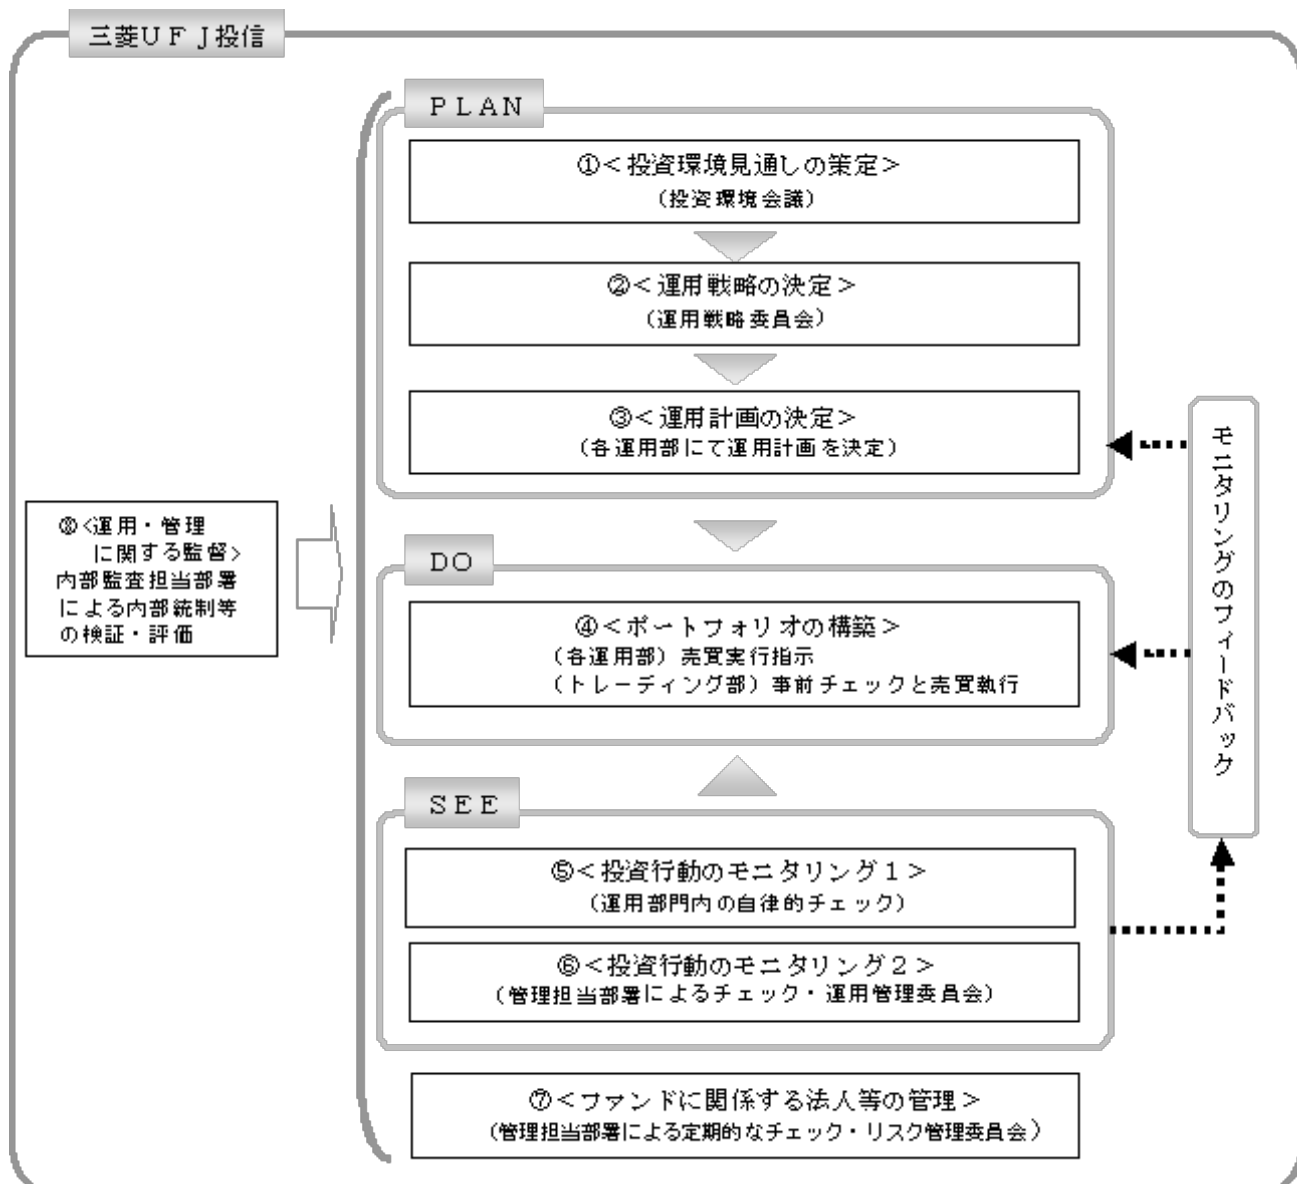 三菱ＵＦＪ投信
ＰＬＡＮ
①＜投資環境見通しの策定＞
（投資環境会議）
②＜運用戦略の決定＞
（運用戦略委員会）
③＜運用計画の決定＞
（各運用部にて運用計画を決定）
⑧＜運用・管理
に関する監督＞
内部監査担当部署
による内部統制等
の検証・評価
ＤＯ
④＜ポートフォリオの構築＞
（各運用部）売買実行指示
（トレーディング部）事前チェックと売買執行
モニタリングのフィードバック
ＳＥＥ
⑤＜投資行動のモニタリング１＞
（運用部門内の自律的チェック）
⑥＜投資行動のモニタリング２＞
（管理担当部署によるチェック・運用管理委員会）
⑦＜ファンドに関係する法人等の管理＞
（管理担当部署による定期的なチェック・リスク管理委員会）